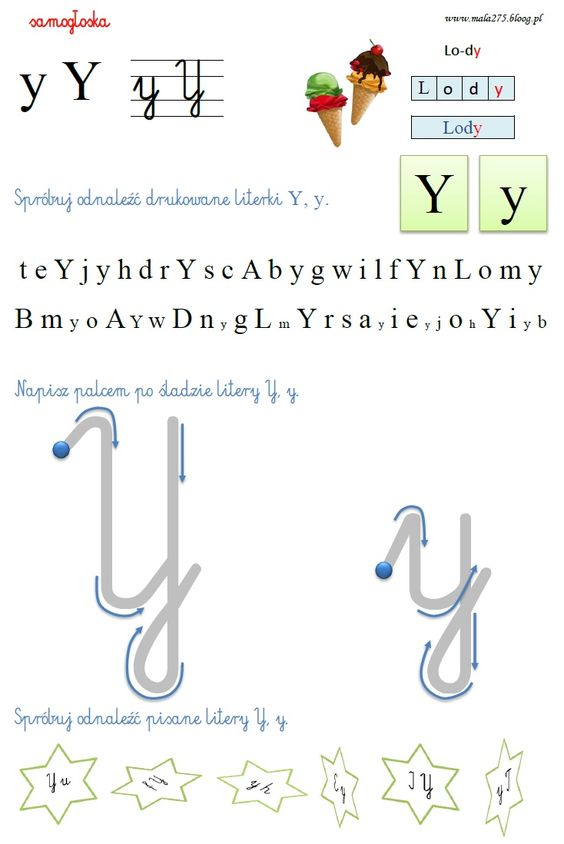 samogłoska
www.mala275.bloog.pl
y Y y Y
Lo-dy
L o d y
Lody
Y y
Spróbuj odnaleźć drukowane literki Y, y.
t e Y j y h d r Y s c A b y g w i l f Y n L o m y
B m y o A Y w D n y g L m Y r s a y i e y j o h Y i y b
Napisz palcem po śladzie litery Y, y.
Y y
Spróbuj odnaleźć pisane litery Y, y.
Y u
y h
Ɛ y
J Y
y T